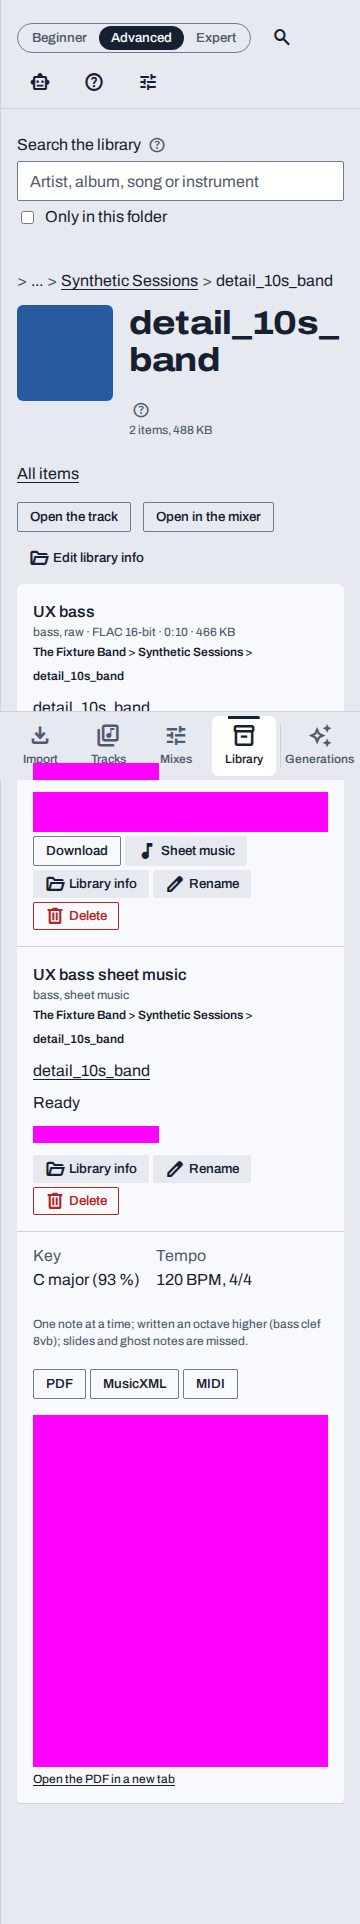 Beginner Advanced Expert
Search the library
Artist, album, song or instrument
Only in this folder
> ... > Synthetic Sessions > detail_10s_band
detail_10s_
band
2 items, 488 KB
All items
Open the track Open in the mixer
Edit library info
UX bass
bass, raw · FLAC 16-bit · 0:10 · 466 KB
The Fixture Band > Synthetic Sessions >
detail_10s_band
detail_10s_band
Import Tracks Mixes Library Generations
Download Sheet music
Library info Rename
Delete
UX bass sheet music
bass, sheet music
The Fixture Band > Synthetic Sessions >
detail_10s_band
detail_10s_band
Ready
Library info Rename
Delete
Key Tempo
C major (93 %) 120 BPM, 4/4
One note at a time; written an octave higher (bass clef
8vb); slides and ghost notes are missed.
PDF MusicXML MIDI
Open the PDF in a new tab